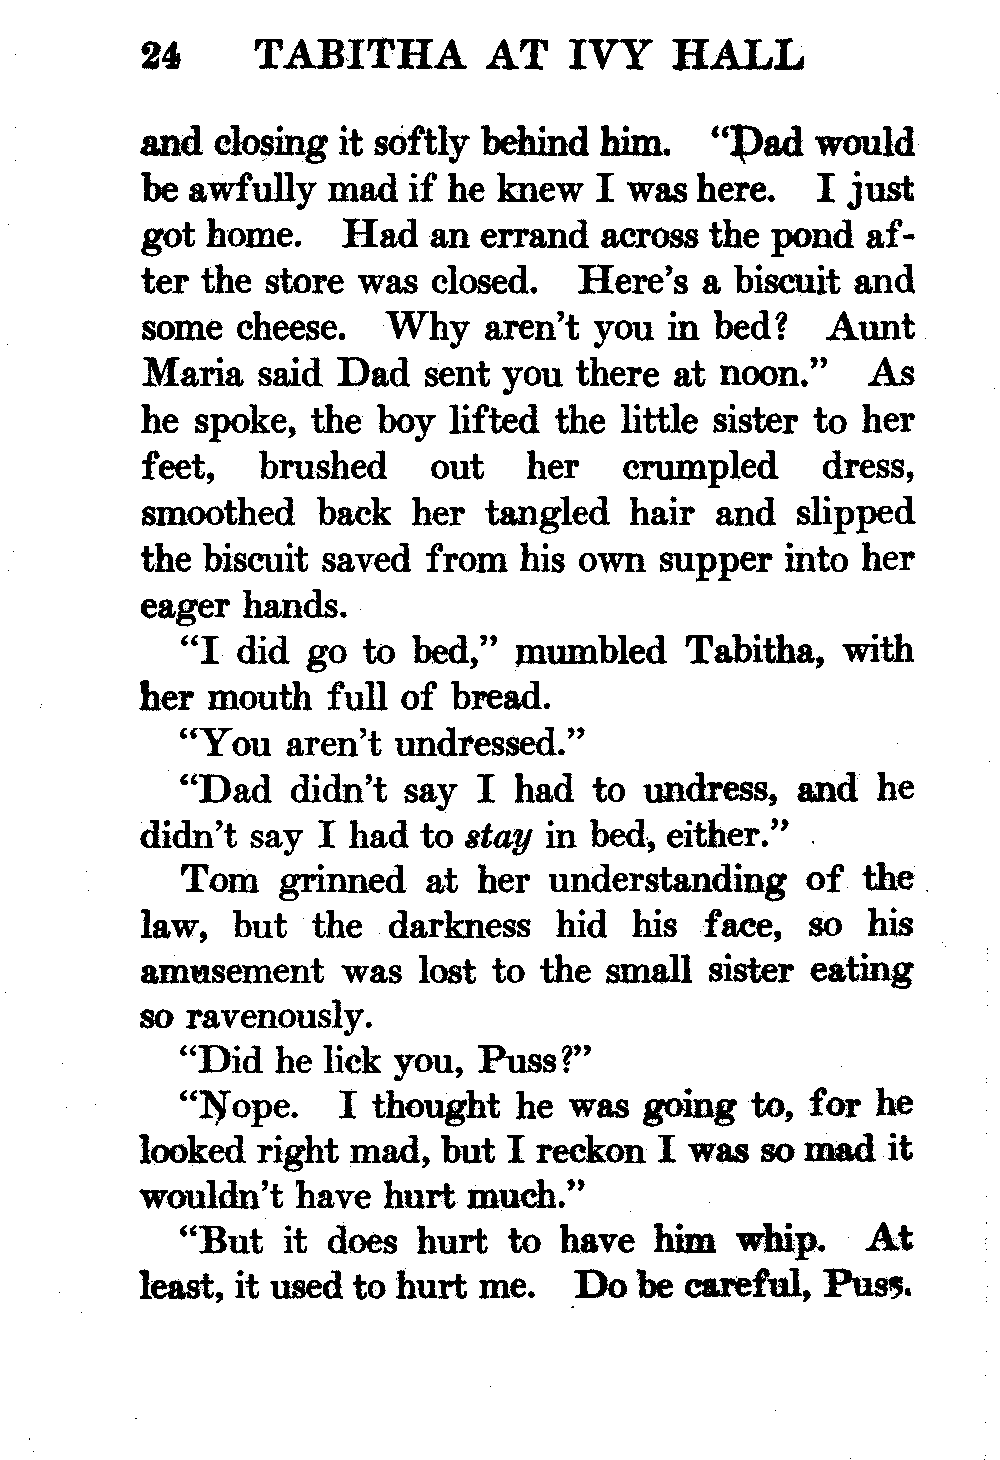 24 TABITHA AT IVY HALL
and closing it softly behind him. “Dad would
be awfully mad if he knew I was here. I just
got home. Had an errand across the pond af-
ter the store was closed. Here’s a biscuit and
some cheese. Why aren’t you in bed? Aunt
Maria said Dad sent you there at noon.” As
he spoke, the boy lifted the little sister to her
feet, brushed out her crumpled dress,
smoothed back her tangled hair and slipped
the biscuit saved from his own supper into her
eager hands.
“I did go to bed,” mumbled Tabitha, with
her mouth full of bread.
“You aren’t undressed.”
“Dad didn’t say I had to undress, and he
didn’t say I had to stay in bed, either.”
Tom grinned at her understanding of the
law, but the darkness hid his face, so his
amusement was lost to the small sister eating
so ravenously.
“Did he lick you, Puss?”
“Nope. I thought he was going to, for he
looked right mad, but I reckon I was so mad it
wouldn’t have hurt much.”
“But it does hurt to have him whip. At
least, it used to hurt me. Do be careful, Puss.